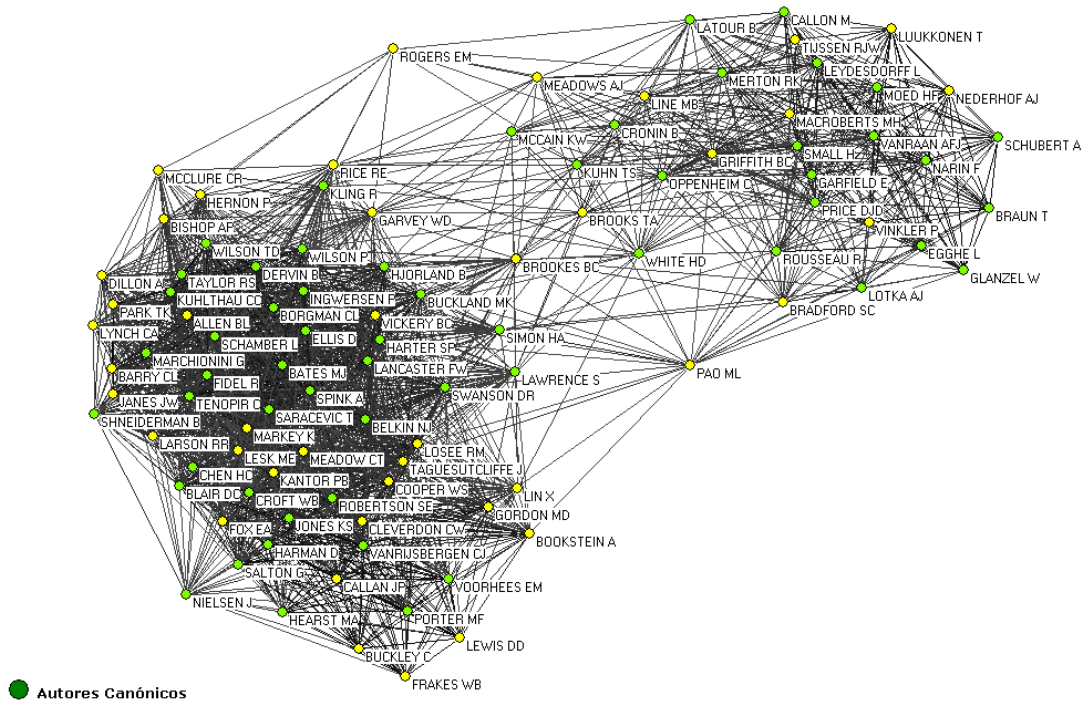 CALLON M
LATOUR B
LUUKKONEN T
TIJSSEN RJW
ROGERS EM
LEYDESDORFF L
MERTON RK
MEADOWS AJ
MOED HF
NEDERHOF AJ
LINE MB
MACROBERTS MH
CRONIN B
MCCAIN KW
VANRAAN AFJ
SCHUBERT A
SMALL H
GRIFFITH BC
NARIN F
KUHN TS
RICE RE
MCCLURE CR
OPPENHEIM C
GARFIELD E
KLING R
HERNON P
PRICE DJD
BRAUN T
GARVEY WD
BROOKS TA
BISHOP AP
VINKLER P
WILSON TD
WILSON P
EGGHE L
WHITE HD
ROUSSEAU R
BROOKES BC
DERVIN B
HJORLAND B
GLANZEL W
DILLON A
TAYLOR RS
KUHLTHAU CC
INGWERSEN P
BUCKLAND MK
LOTKA AJ
BRADFORD SC
PARK TK
BORGMAN CL
ALLEN BL
VICKERY BC
LYNCH CA
SIMON HA
ELLIS D
SCHAMBER L
HARTER SP
MARCHIONINI G
LANCASTER FW
BATES MJ
PAO ML
BARRY CL
FIDEL R
LAWRENCE S
SWANSON DR
SPINK A
JANES JW
TENOPIR C
SARACEVIC T
SHNEIDERMAN B
BELKIN NJ
MARKEY K
LARSON RR
LOSEE RM
LESK ME
MEADOW CT
TAGUESUTCLIFFE J
CHEN HC
KANTOR PB
COOPER WS
BLAIR DC
LIN X
CROFT WB
ROBERTSON SE
GORDON MD
JONES KS
FOX EA
CLEVERDON CW
BOOKSTEIN A
HARMAN D
VANRIJSBERGEN CJ
SALTON G
CALLAN JP
VOORHEES EM
NIELSEN J
HEARST MA
PORTER MF
LEWIS DD
BUCKLEY C
FRAKES WB
Autores Canónicos